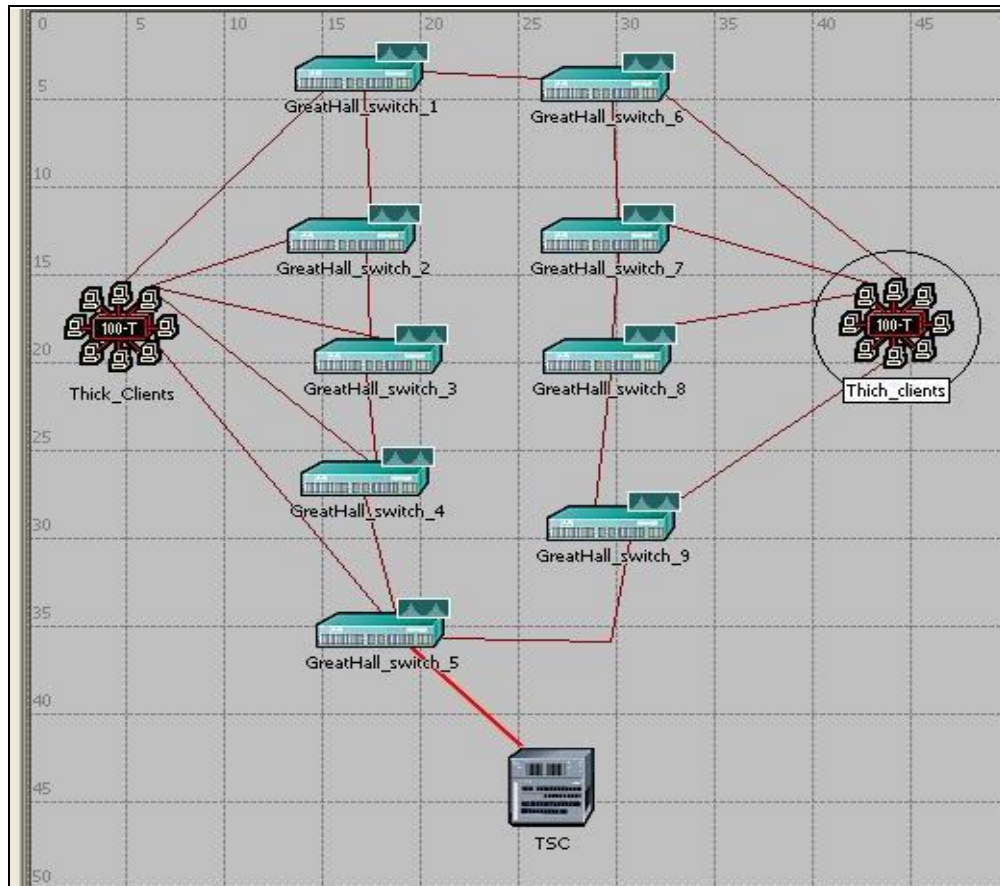 0 5 10 15 20 25 30 35 40 45
5
10
15
20
25
30
35
40
45
50
GreatHall_switch_1
GreatHall_switch_6
GreatHall_switch_2
GreatHall_switch_7
100-T
100-T
Thick_Clients
GreatHall_switch_3
GreatHall_switch_8
Thich_clients
GreatHall_switch_4
GreatHall_switch_9
GreatHall_switch_5
TSC